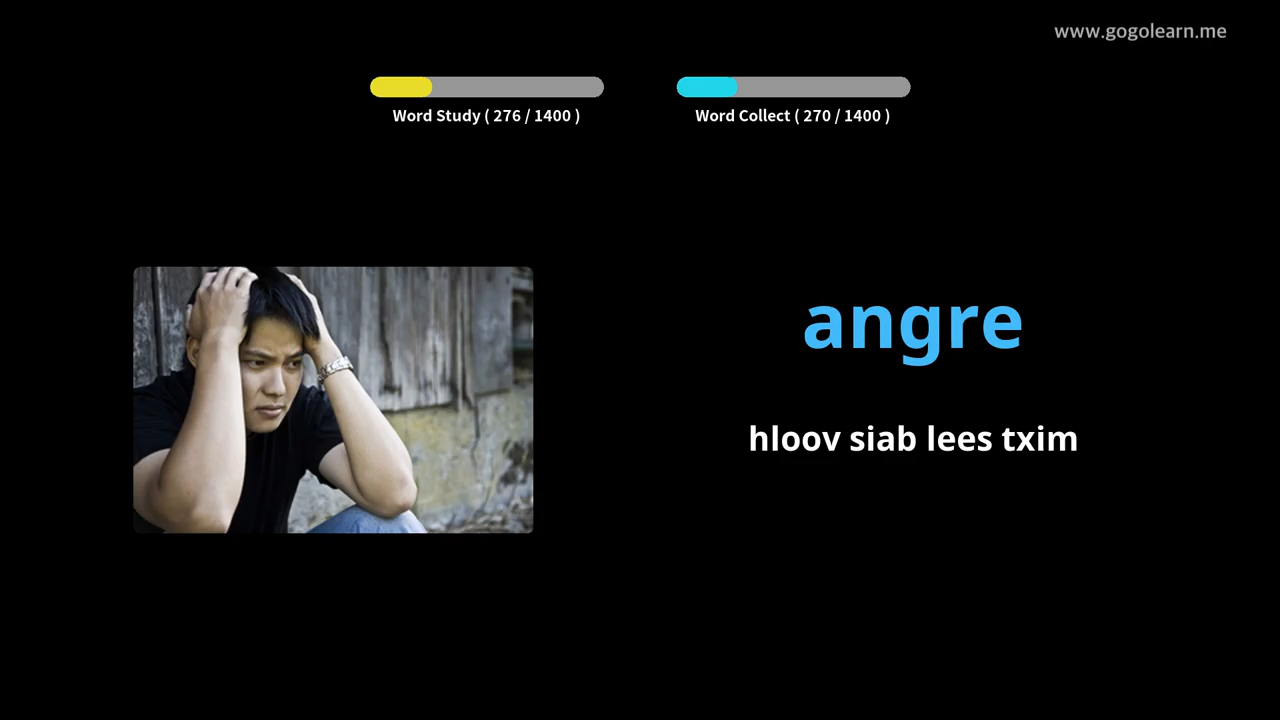 www.gogolearn.me
Word Study ( 276 / 1400 )
Word Collect ( 270 / 1400 )
angre
hloov siab lees txim